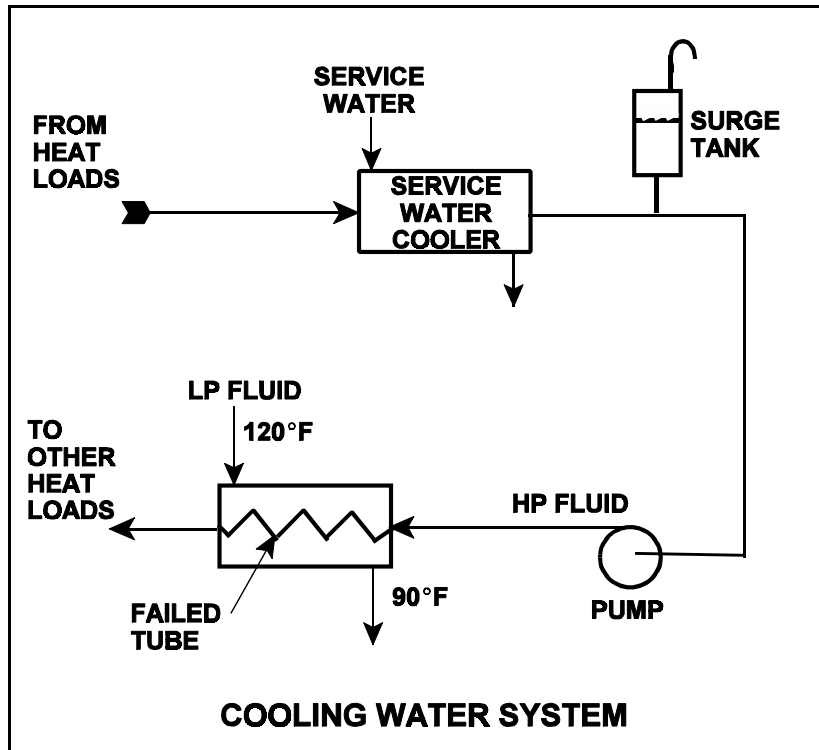 SERVICE
WATER
FROM
HEAT
LOADS
SURGE
TANK
SERVICE
WATER
COOLER
LP FLUID
120°F
TO
OTHER
HEAT
LOADS
HP FLUID
FAILED
TUBE
90°F
PUMP
COOLING WATER SYSTEM